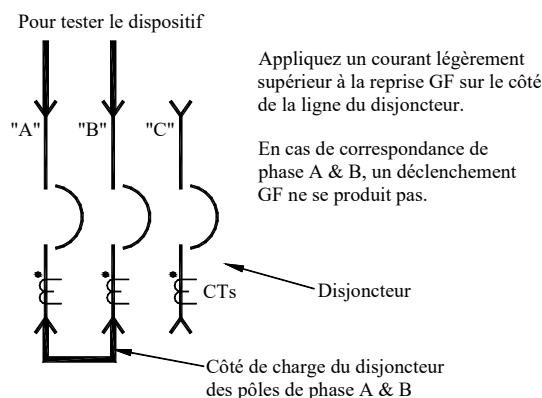 Pour tester le dispositif
Appliquez un courant légèrement
supérieur à la reprise GF sur le côté
de la ligne du disjoncteur.
"A"
"B"
"C"
En cas de correspondance de
phase A & B, un déclenchement
GF ne se produit pas.
CTs
Disjoncteur
Côté de charge du disjoncteur
des pôles de phase A & B